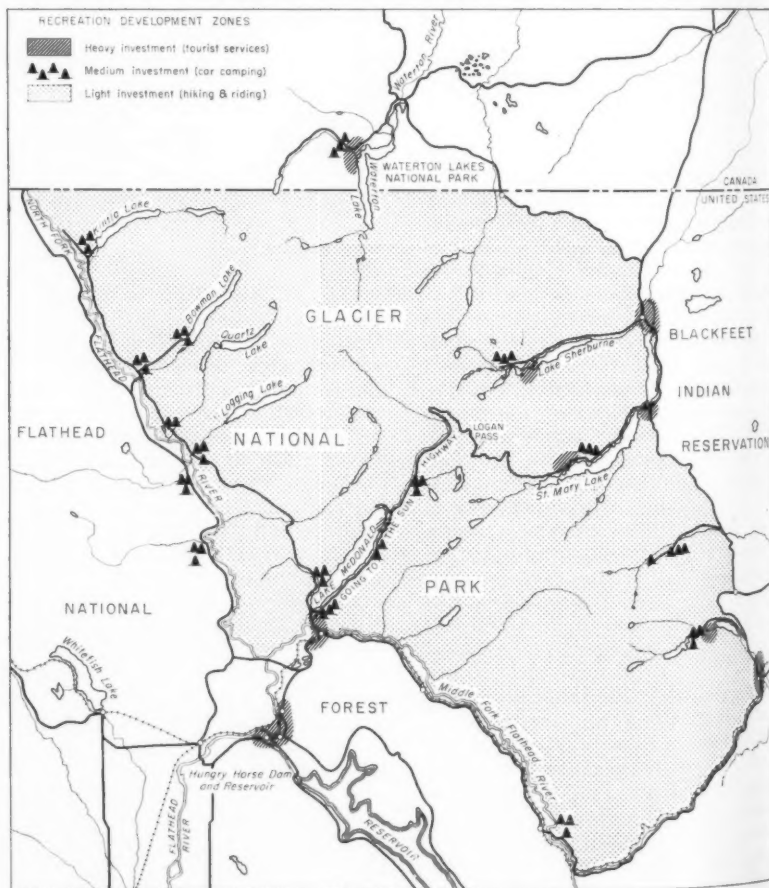 RECREATION DEVELOPMENT ZONES
Heavy investment (tourist services)
Medium investment (car camping)
Light investment (hiking & riding)
Waterton River
WATERTON LAKES
NATIONAL PARK
Waterton
Lake
CANADA
UNITED STATES
NORTH FORK
Kintla Lake
Bowman Lake
GLACIER
FLATHEAD
Quartz
Lake
Lake Sherburne
BLACKFEET
Logging Lake
INDIAN
FLATHEAD
NATIONAL
LOGAN
PASS
RESERVATION
HIGHWAY
RIVER
St. Mary Lake
THE SUN
LAKE McDONALD
GOING TO
PARK
NATIONAL
Whitefish Lake
Middle Fork Flathead River
FOREST
Hungry Horse Dam
and Reservoir
FLATHEAD
RIVER
RESERVOIR